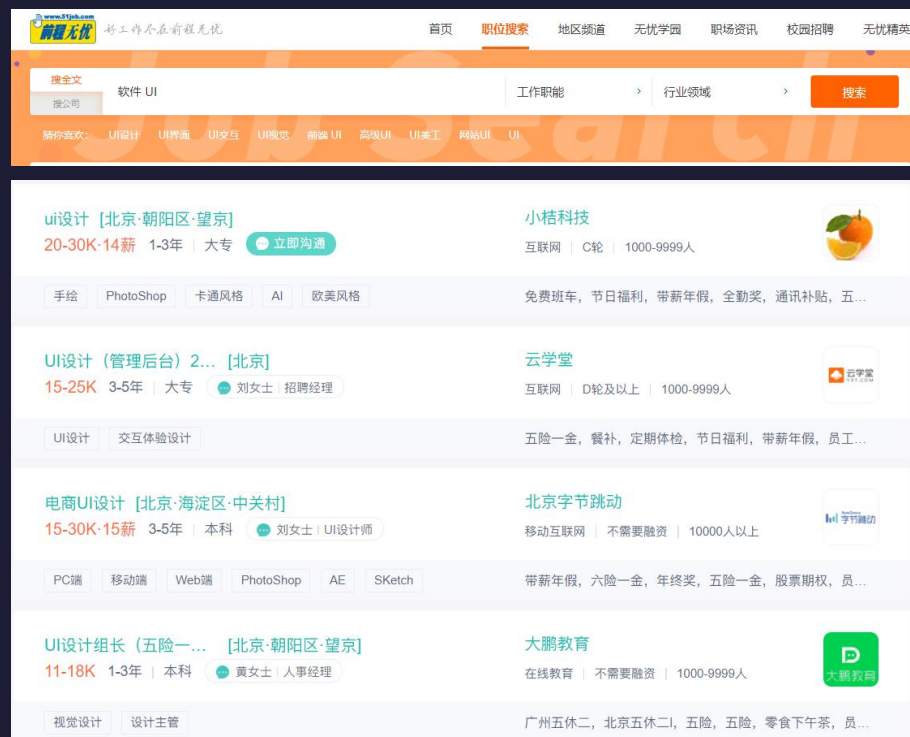 www.51job.com
前程无忧 好工作尽在前程无忧 首页 职位搜索 地区频道 无忧学园 职场资讯 校园招聘 无忧精英
搜全文
搜公司
软件 UI 工作职能 行业领域 搜索
猜你喜欢: UI设计 UI界面 UI交互 UI视觉 前端 UI 高级UI UI美工 网站UI UI
Job Search
ui设计 [北京·朝阳区·望京] 小桔科技
20-30K·14薪 1-3年 大专 立即沟通 互联网 C轮 1000-9999人
手绘 PhotoShop 卡通风格 AI 欧美风格 免费班车，节日福利，带薪年假，全勤奖，通讯补贴，五...
UI设计（管理后台）2... [北京] 云学堂
15-25K 3-5年 大专 刘女士 招聘经理 互联网 D轮及以上 1000-9999人 云学堂
UI设计 交互体验设计 五险一金，餐补，定期体检，节日福利，带薪年假，员工...
电商UI设计 [北京·海淀区·中关村] 北京字节跳动
15-30K·15薪 3-5年 本科 刘女士 UI设计师 移动互联网 不需要融资 10000人以上 字节跳动
PC端 移动端 Web端 PhotoShop AE SKetch 带薪年假，六险一金，年终奖，五险一金，股票期权，员...
UI设计组长（五险一... [北京·朝阳区·望京] 大鹏教育
11-18K 1-3年 本科 黄女士 人事经理 在线教育 不需要融资 1000-9999人 大鹏教育
视觉设计 设计主管 广州五休二，北京五休二I，五险，五险，零食下午茶，员...